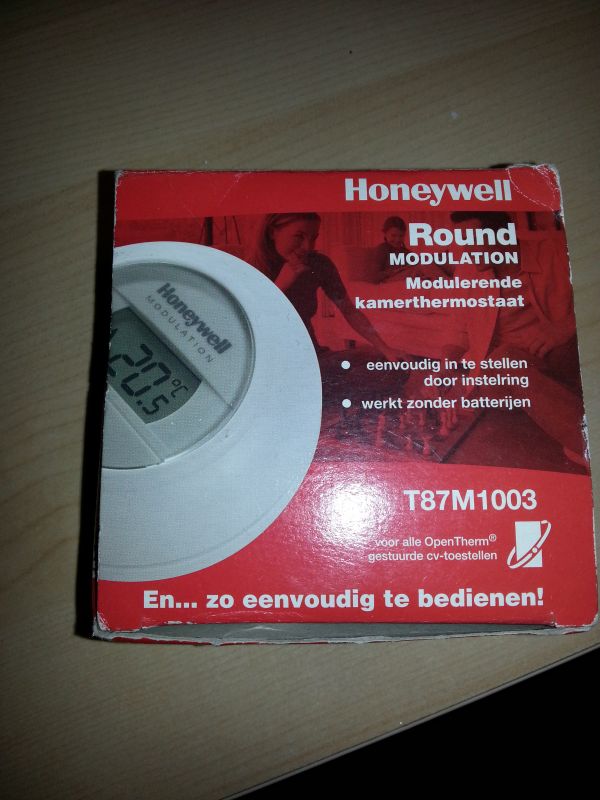 Honeywell
Round
MODULATION
Modulerende
kamerthermostaat
Honeywell
MODULATION
20.5 °C
eenvoudig in te stellen
door instelring
werkt zonder batterijen
T87M1003
voor alle OpenTherm®
gestuurde cv-toestellen
En... zo eenvoudig te bedienen!